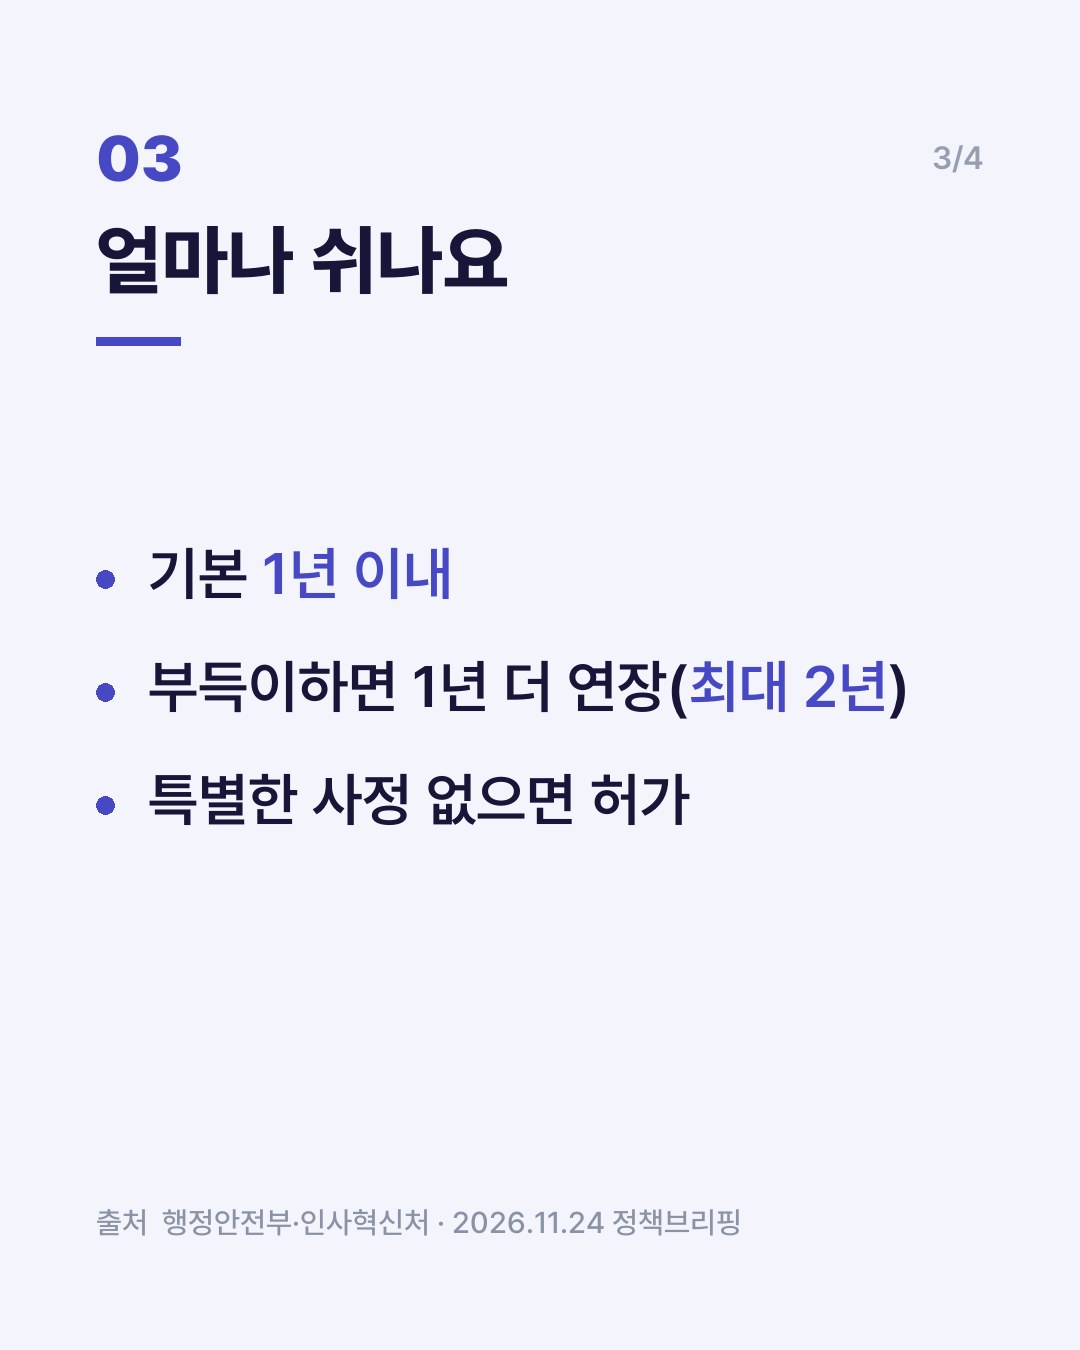 03
3/4
얼마나 쉬나요
기본 1년 이내
부득이하면 1년 더 연장(최대 2년)
특별한 사정 없으면 허가
출처 행정안전부·인사혁신처 · 2026.11.24 정책브리핑